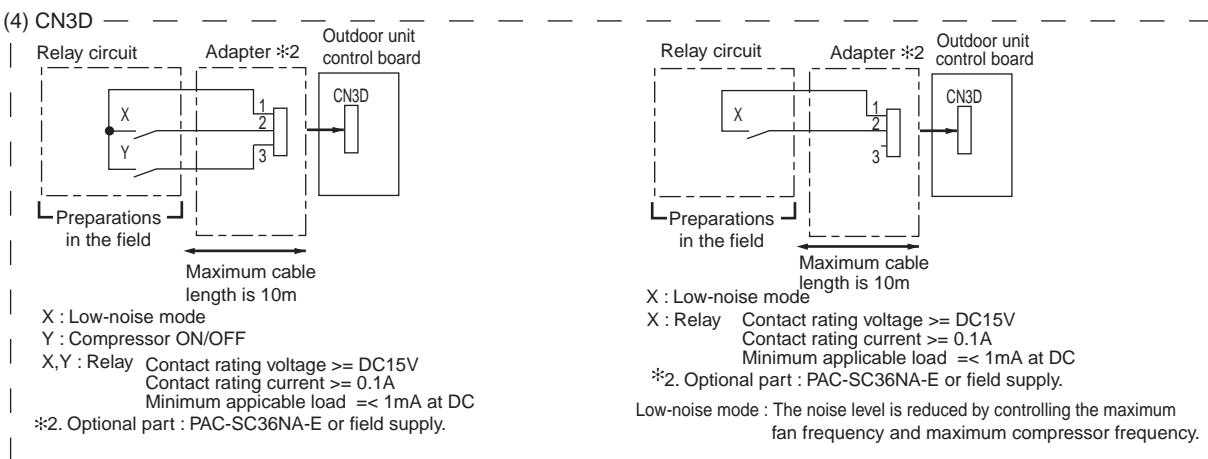 (4) CN3D
Relay circuit
Adapter ✻2
Outdoor unit
control board
X
Y
1
2
3
CN3D
Preparations
in the field
Maximum cable
length is 10m
X : Low-noise mode
Y : Compressor ON/OFF
X,Y : Relay Contact rating voltage >= DC15V
Contact rating current >= 0.1A
Minimum appicable load =< 1mA at DC
✻2. Optional part : PAC-SC36NA-E or field supply.
Relay circuit
Adapter ✻2
Outdoor unit
control board
X
1
2
3
CN3D
Preparations
in the field
Maximum cable
length is 10m
X : Low-noise mode
X : Relay Contact rating voltage >= DC15V
Contact rating current >= 0.1A
Minimum applicable load =< 1mA at DC
✻2. Optional part : PAC-SC36NA-E or field supply.
Low-noise mode : The noise level is reduced by controlling the maximum
fan frequency and maximum compressor frequency.